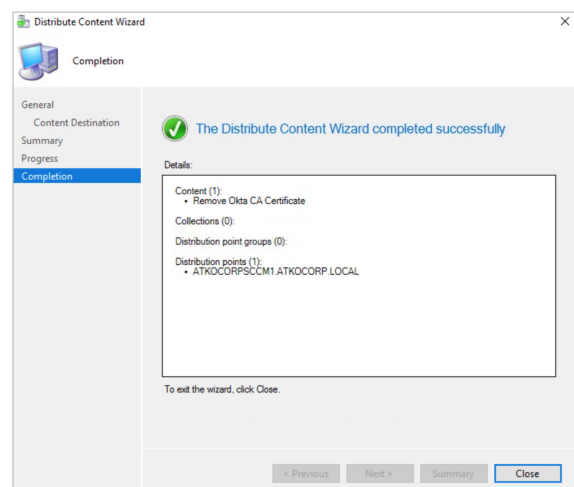 Distribute Content Wizard
Completion
General
Content Destination
Summary
Progress
Completion
The Distribute Content Wizard completed successfully
Details:
Content (1):
• Remove Okta CA Certificate
Collections (0):
Distribution point groups (0):
Distribution points (1):
• ATKOCORPSCCM1.ATKOCORP.LOCAL
To exit the wizard, click Close.
< Previous
Next >
Summary
Close